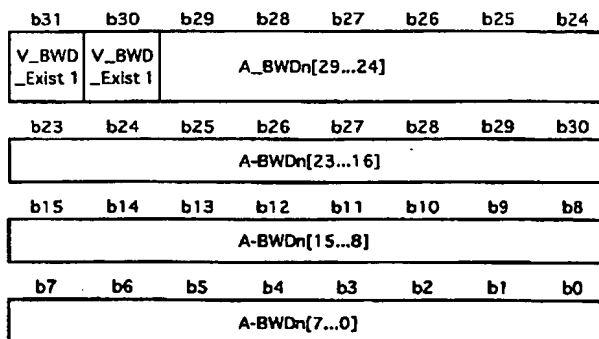 b31 b30 b29 b28 b27 b26 b25 b24
V_BWD V_BWD
_Exist 1 _Exist 1 A_BWDn[29...24]
b23 b24 b25 b26 b27 b28 b29 b30
A-BWDn[23...16]
b15 b14 b13 b12 b11 b10 b9 b8
A-BWDn[15...8]
b7 b6 b5 b4 b3 b2 b1 b0
A-BWDn[7...0]